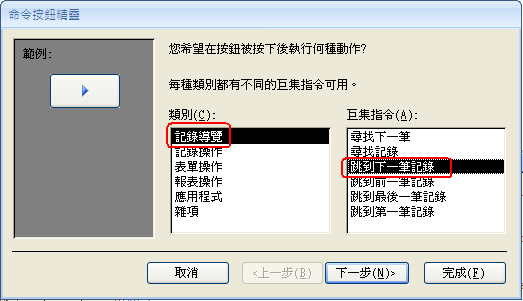 命令按鈕精靈
範例:
您希望在按鈕被按下後執行何種動作?
每種類別都有不同的巨集指令可用。
類別(C):
記錄導覽
記錄操作
表單操作
報表操作
應用程式
雜項
巨集指令(A):
尋找下一筆
尋找記錄
跳到下一筆記錄
跳到前一筆記錄
跳到最後一筆記錄
跳到第一筆記錄
取消
<上一步(B)
下一步(N)>
完成(F)